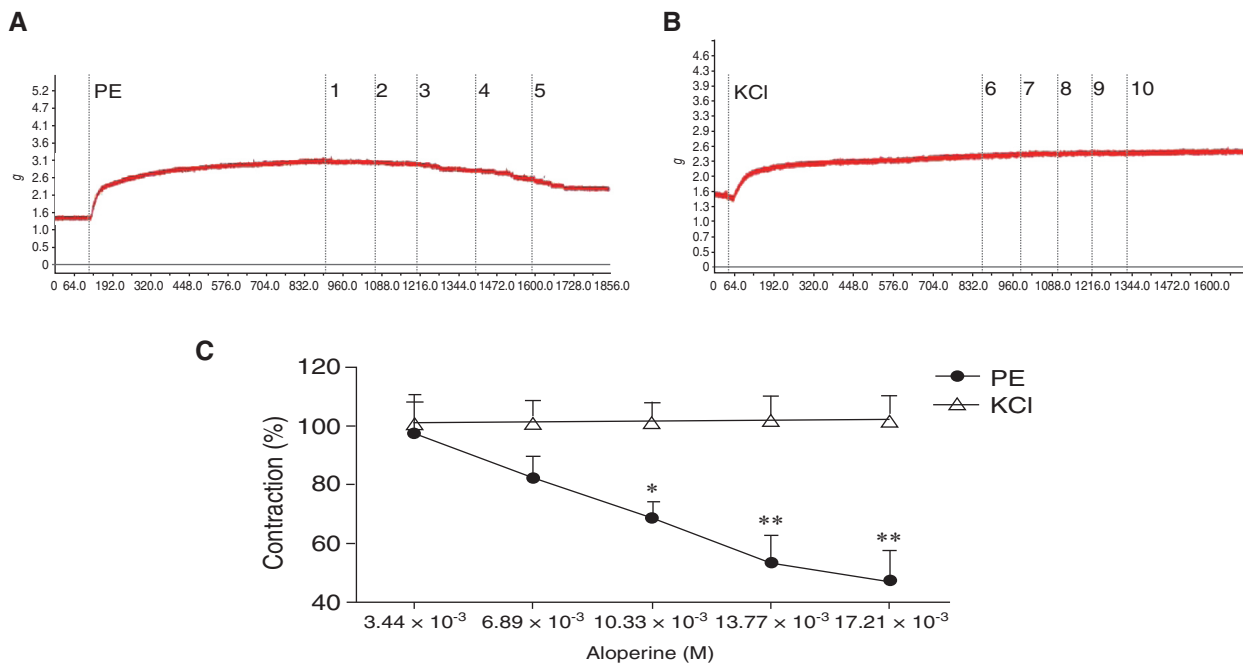 A
PE 1 2 3 4 5
5.2
4.7
4.1
3.6
3.1
2.6
2.1
1.6
1.0
0.5
0
g
0 64.0 192.0 320.0 448.0 576.0 704.0 832.0 960.0 1088.0 1216.0 1344.0 1472.0 1600.0 1728.0 1856.0
B
KCl 6 7 8 9 10
4.6
4.3
3.9
3.6
3.3
2.9
2.6
2.3
2.0
1.6
1.3
1.0
0.7
0.3
0
g
0 64.0 192.0 320.0 448.0 576.0 704.0 832.0 960.0 1088.0 1216.0 1344.0 1472.0 1600.0
C
120
100
80
60
40
Contraction (%)
PE
KCl
*
**
**
3.44 × 10⁻³ 6.89 × 10⁻³ 10.33 × 10⁻³ 13.77 × 10⁻³ 17.21 × 10⁻³
Aloperine (M)